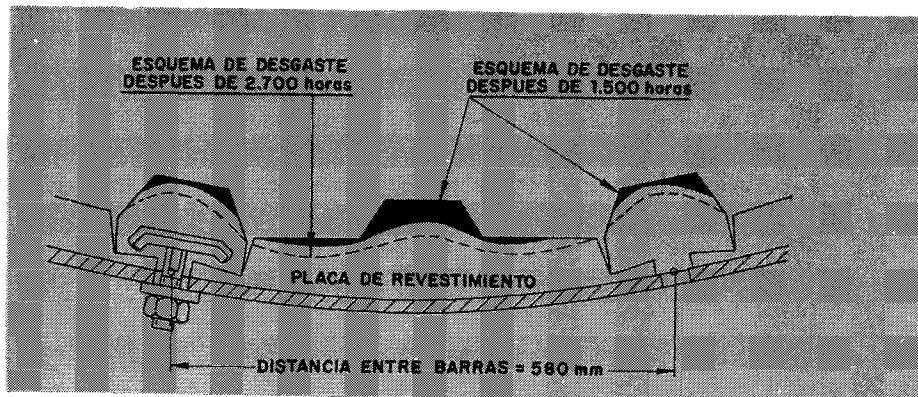 ESQUEMA DE DESGASTE
DESPUES DE 2.700 horas
ESQUEMA DE DESGASTE
DESPUES DE 1.500 horas
PLACA DE REVESTIMIENTO
DISTANCIA ENTRE BARRAS = 580 mm